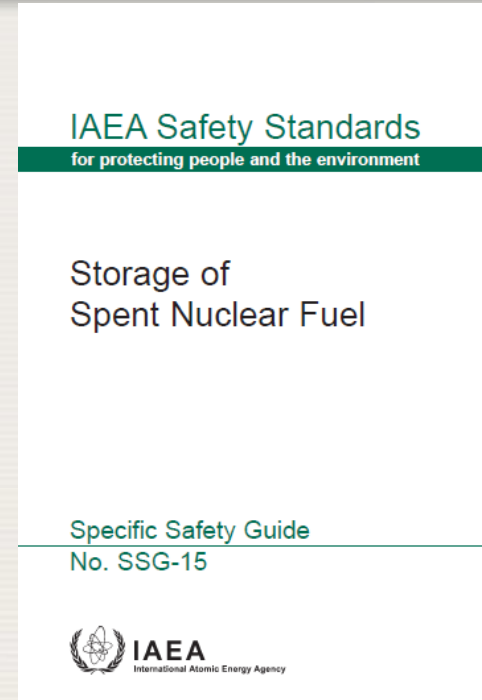 IAEA Safety Standards
for protecting people and the environment
Storage of
Spent Nuclear Fuel
Specific Safety Guide
No. SSG-15
IAEA
International Atomic Energy Agency